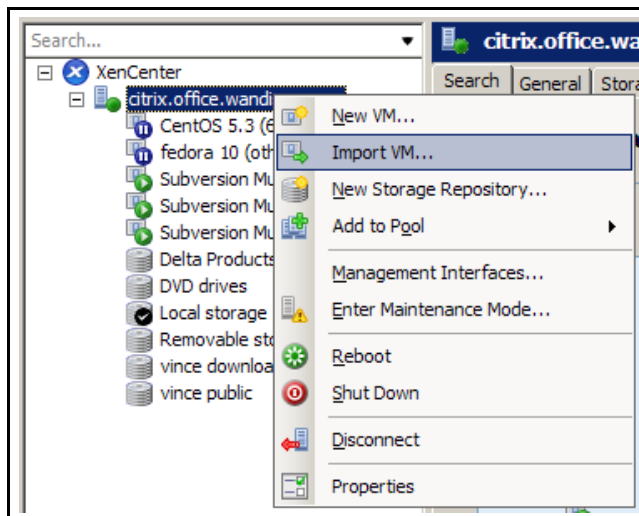 Search...
citrix.office.wa
XenCenter
Search General Stora
citrix.office.wandi
CentOS 5.3 (6
fedora 10 (oth
Subversion Mu
Subversion Mu
Subversion Mu
Delta Products
DVD drives
Local storage
Removable sto
vince downloa
vince public
New VM...
Import VM...
New Storage Repository...
Add to Pool
Management Interfaces...
Enter Maintenance Mode...
Reboot
Shut Down
Disconnect
Properties